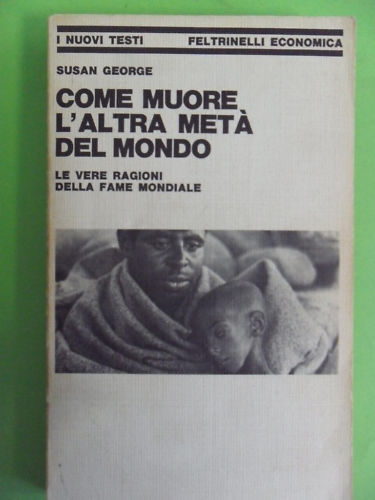 I NUOVI TESTI FELTRINELLI ECONOMICA
SUSAN GEORGE
COME MUORE
L'ALTRA METÀ
DEL MONDO
LE VERE RAGIONI
DELLA FAME MONDIALE